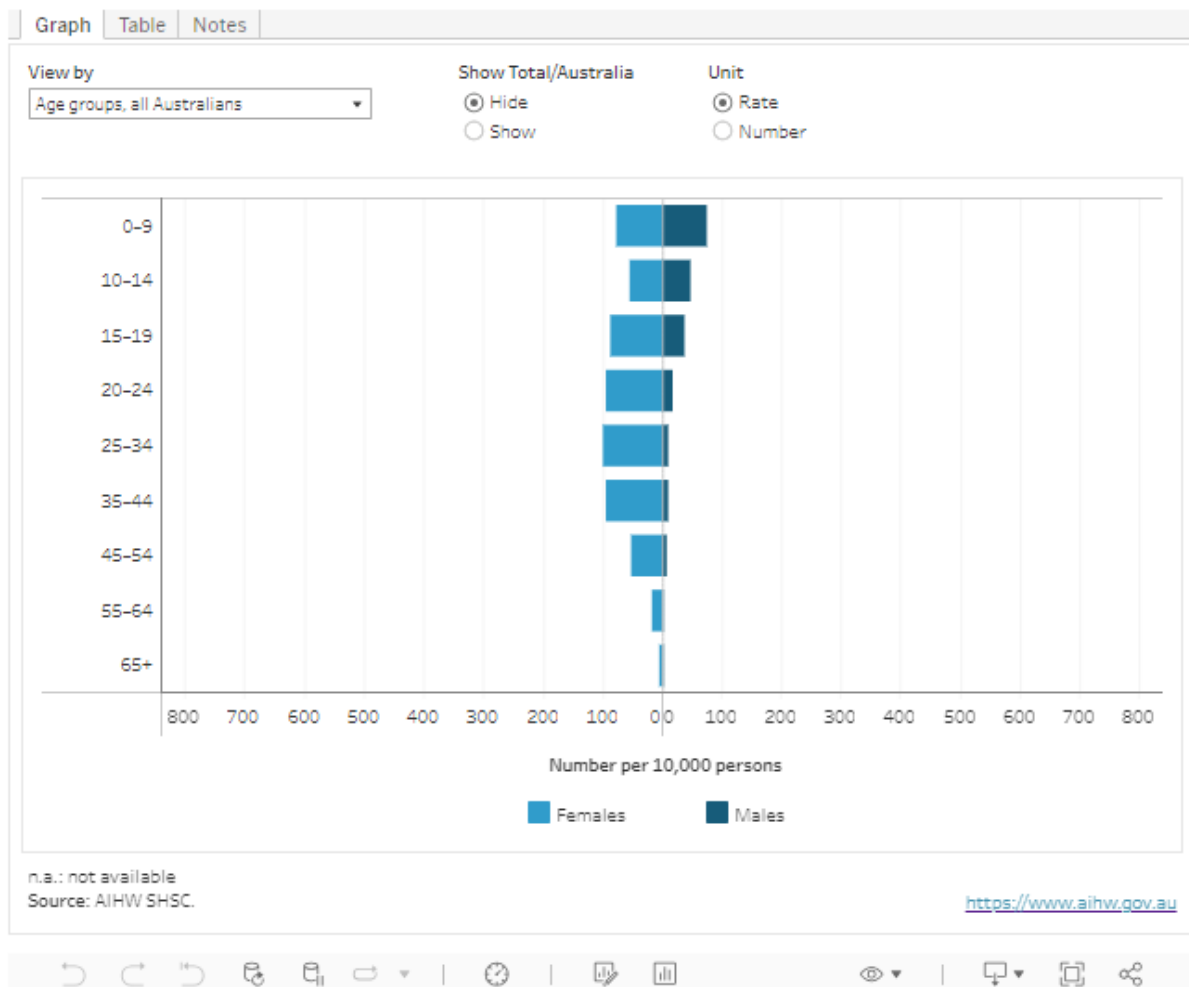 Graph Table Notes
View by Show Total/Australia Unit
Age groups, all Australians Hide Rate
Show Number
0–9
10–14
15–19
20–24
25–34
35–44
45–54
55–64
65+
800 700 600 500 400 300 200 100 00 100 200 300 400 500 600 700 800
Number per 10,000 persons
Females Males
n.a.: not available
Source: AIHW SHSC. https://www.aihw.gov.au